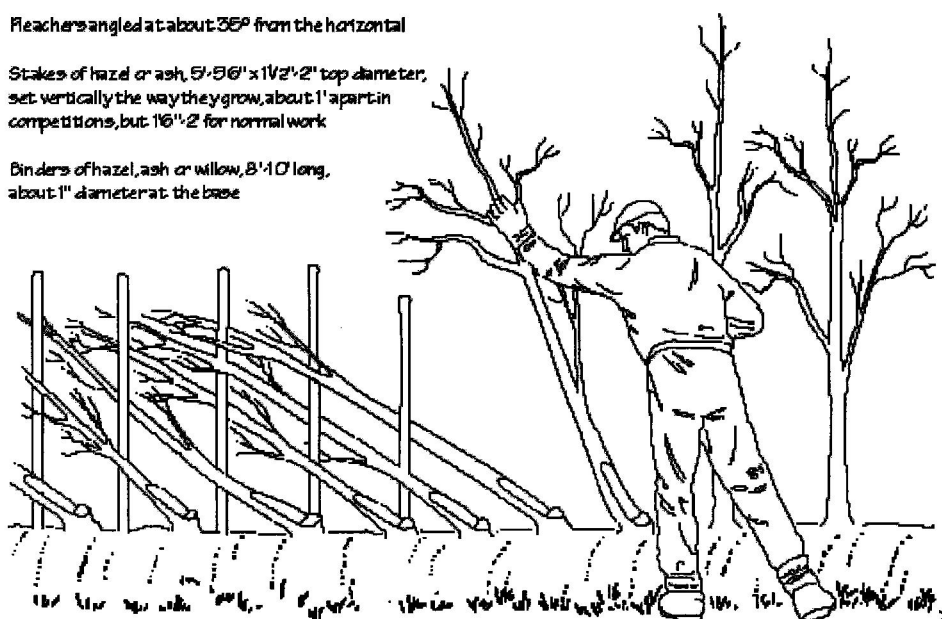 Pleachers angled at about 35° from the horizontal
Stakes of hazel or ash, 5'-5'6" x 1½"-2" top diameter,
set vertically the way they grow, about 1' apart in
competitions, but 1'6"-2' for normal work
Binders of hazel, ash or willow, 8'-10' long,
about 1" diameter at the base